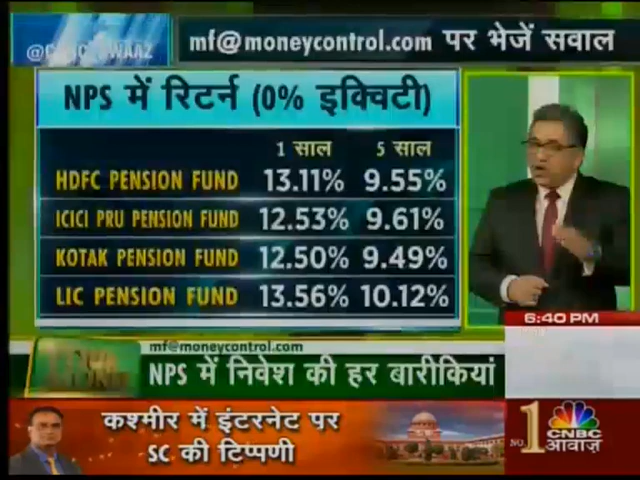 mf@moneycontrol.com पर भेजें सवाल
NPS में रिटर्न (0% इक्विटी)
1 साल 5 साल
HDFC PENSION FUND 13.11% 9.55%
ICICI PRU PENSION FUND 12.53% 9.61%
KOTAK PENSION FUND 12.50% 9.49%
LIC PENSION FUND 13.56% 10.12%
6:40 PM
mf@moneycontrol.com
NPS में निवेश की हर बारीकियां
कश्मीर में इंटरनेट पर
SC की टिप्पणी
NO. 1 CNBC
आवाज़